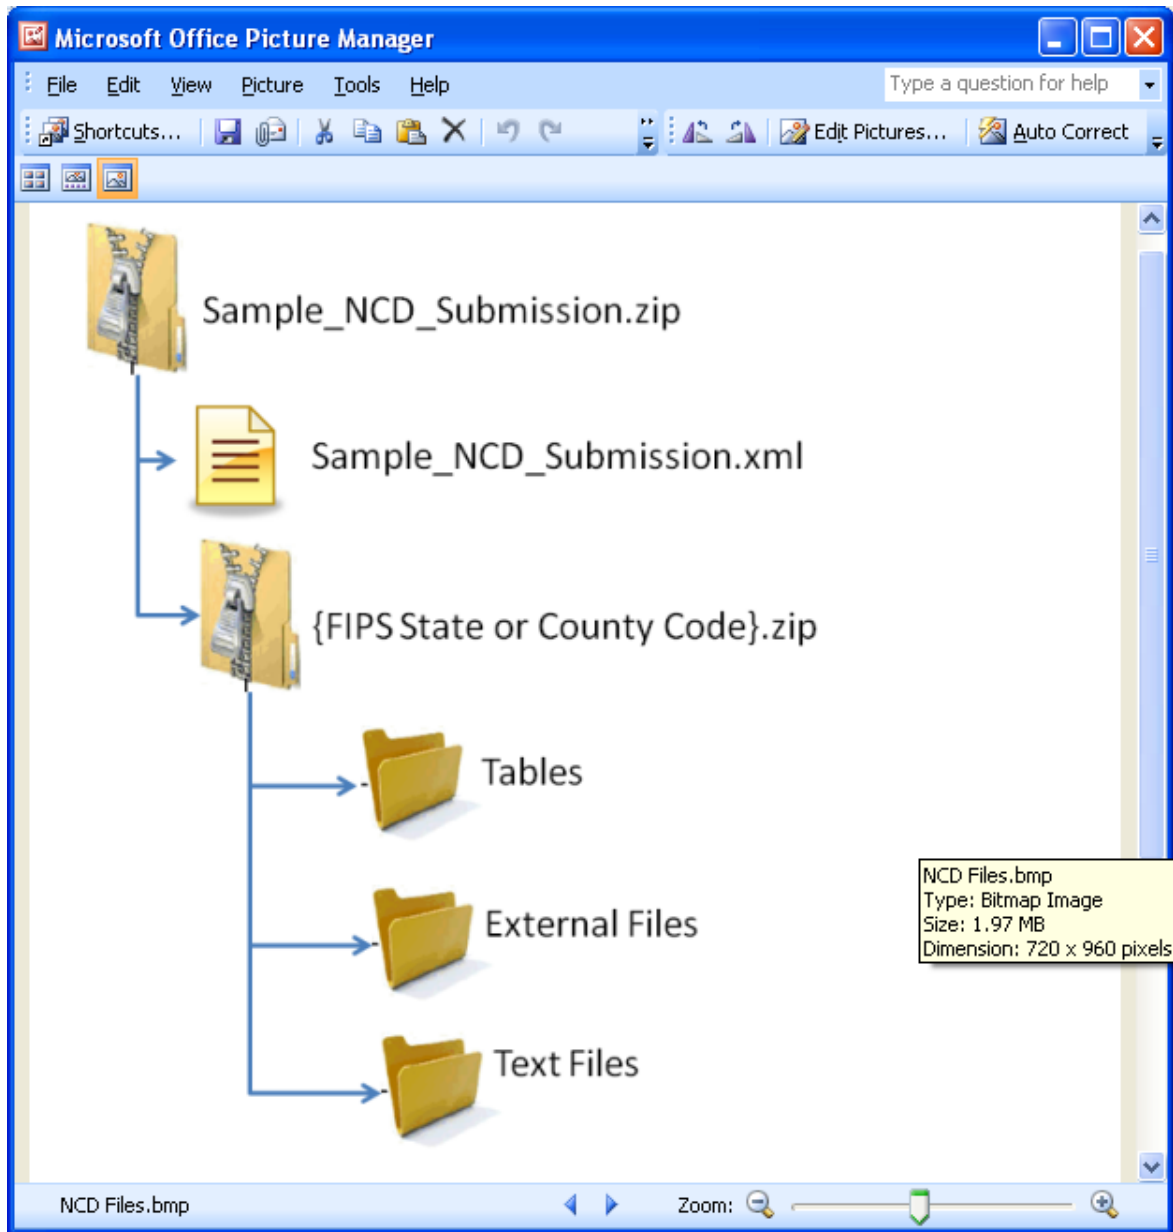 Microsoft Office Picture Manager
File Edit View Picture Tools Help Type a question for help
Shortcuts... Edit Pictures... Auto Correct
Sample_NCD_Submission.zip
Sample_NCD_Submission.xml
{FIPS State or County Code}.zip
Tables
External Files
NCD Files.bmp
Type: Bitmap Image
Size: 1.97 MB
Dimension: 720 x 960 pixels
Text Files
NCD Files.bmp Zoom: